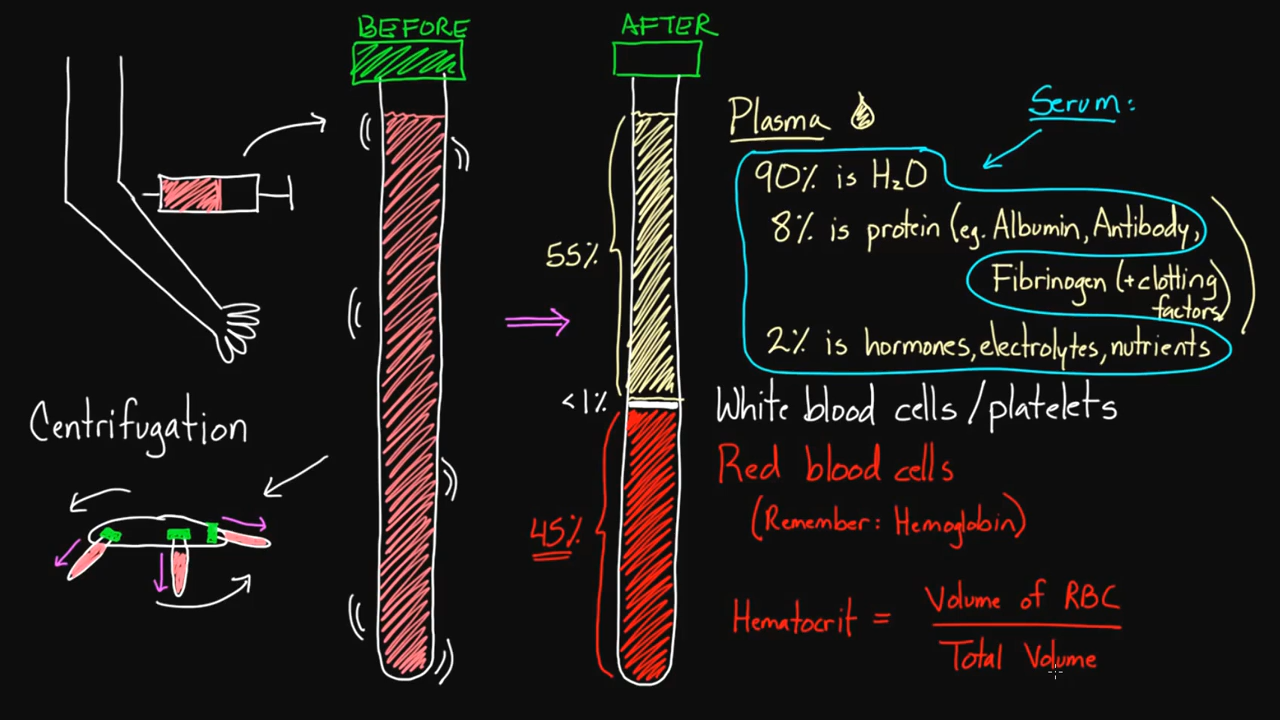 BEFORE
AFTER
Plasma
Serum:
90% is H₂O
8% is protein (eg. Albumin, Antibody,
Fibrinogen (+clotting
factors)
2% is hormones, electrolytes, nutrients
55%
<1%
White blood cells / platelets
Centrifugation
Red blood cells
(Remember: Hemoglobin)
45%
Hematocrit = Volume of RBC
Total Volume